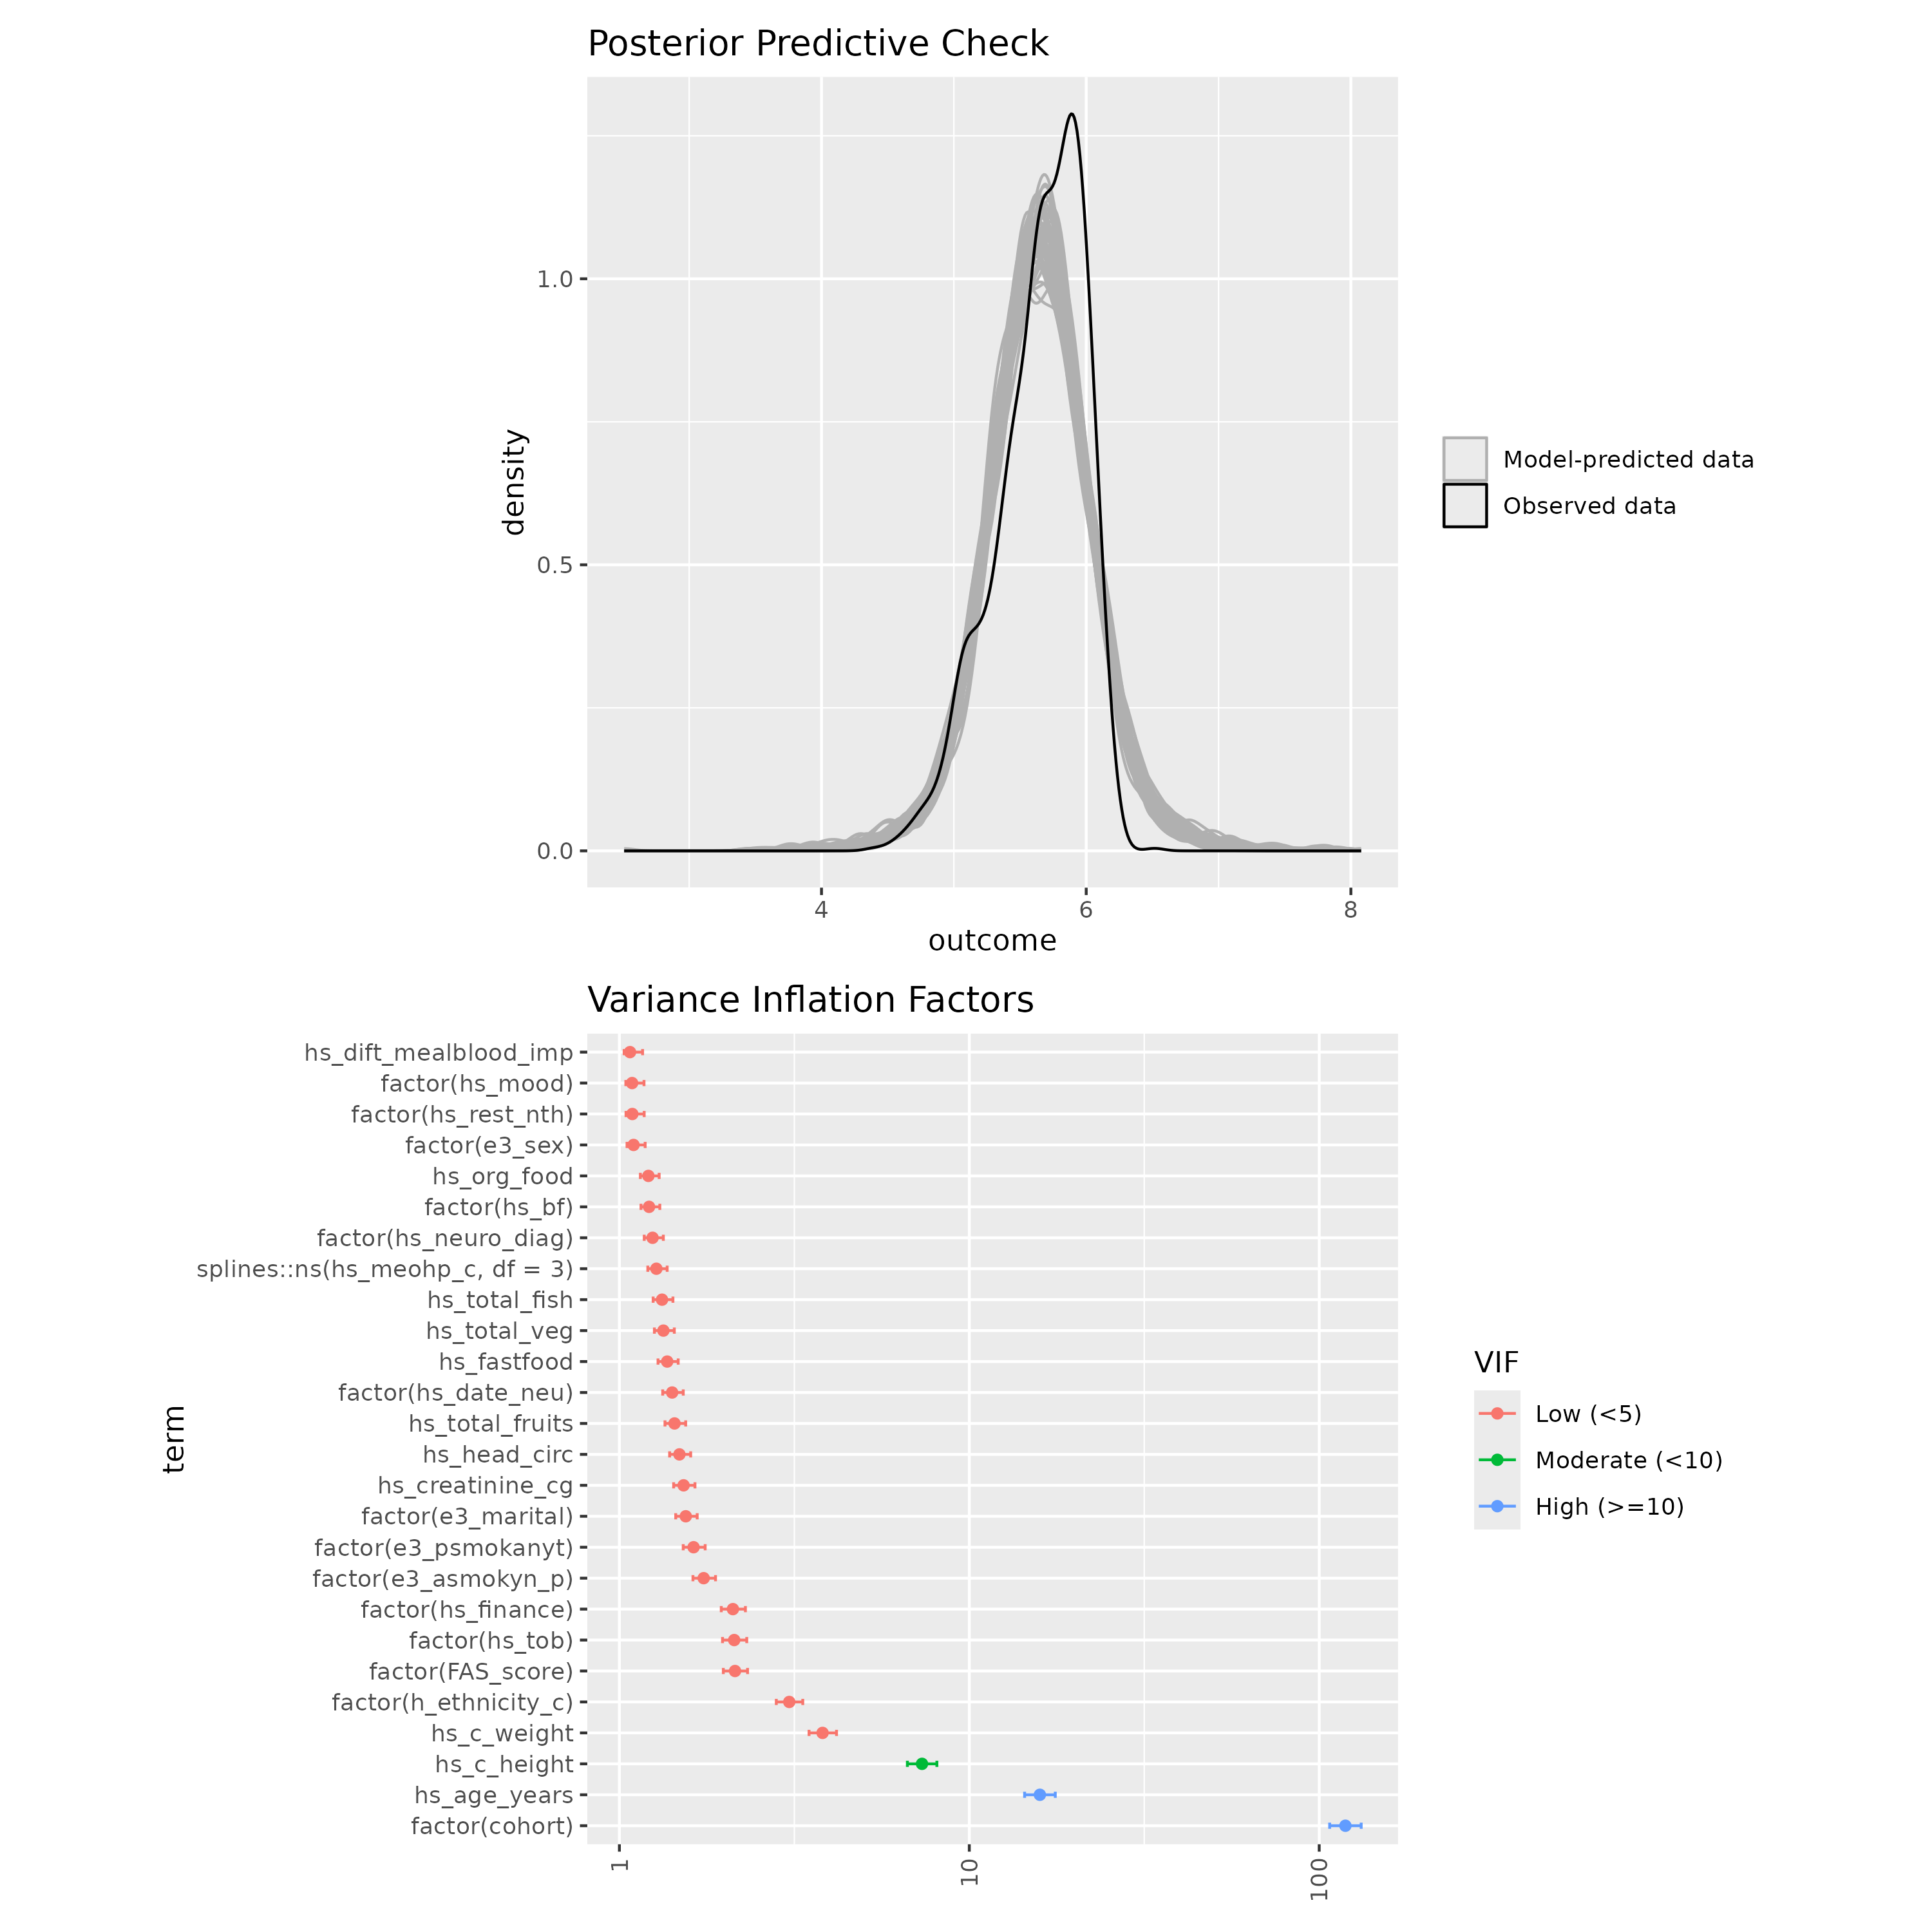 Posterior Predictive Check
density
1.0
0.5
0.0
4
6
8
outcome
Model-predicted data
Observed data
Variance Inflation Factors
term
hs_dift_mealblood_imp
factor(hs_mood)
factor(hs_rest_nth)
factor(e3_sex)
hs_org_food
factor(hs_bf)
factor(hs_neuro_diag)
splines::ns(hs_meohp_c, df = 3)
hs_total_fish
hs_total_veg
hs_fastfood
factor(hs_date_neu)
hs_total_fruits
hs_head_circ
hs_creatinine_cg
factor(e3_marital)
factor(e3_psmokanyt)
factor(e3_asmokyn_p)
factor(hs_finance)
factor(hs_tob)
factor(FAS_score)
factor(h_ethnicity_c)
hs_c_weight
hs_c_height
hs_age_years
factor(cohort)
1
10
100
VIF
Low (<5)
Moderate (<10)
High (>=10)